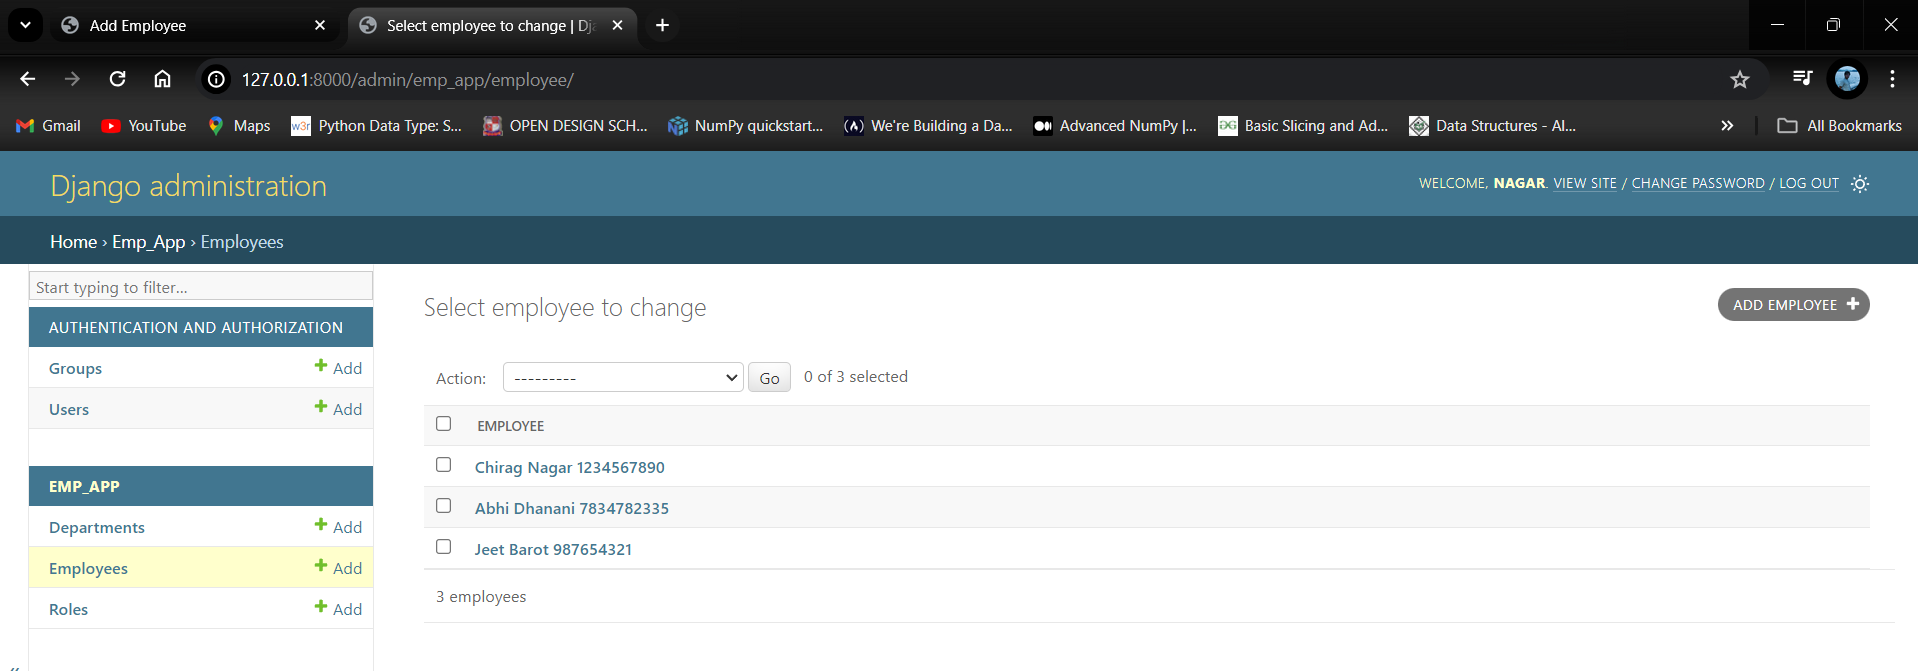 Add Employee
Select employee to change | Dj
127.0.0.1:8000/admin/emp_app/employee/
Gmail YouTube Maps w3r Python Data Type: S... OPEN DESIGN SCH... NumPy quickstart... We're Building a Da... Advanced NumPy |... Basic Slicing and Ad... Data Structures - Al... » All Bookmarks
Django administration
WELCOME, NAGAR. VIEW SITE / CHANGE PASSWORD / LOG OUT
Home › Emp_App › Employees
Start typing to filter...
AUTHENTICATION AND AUTHORIZATION
Groups + Add
Users + Add
EMP_APP
Departments + Add
Employees + Add
Roles + Add
«
Select employee to change
ADD EMPLOYEE +
Action: --------- Go 0 of 3 selected
EMPLOYEE
Chirag Nagar 1234567890
Abhi Dhanani 7834782335
Jeet Barot 987654321
3 employees